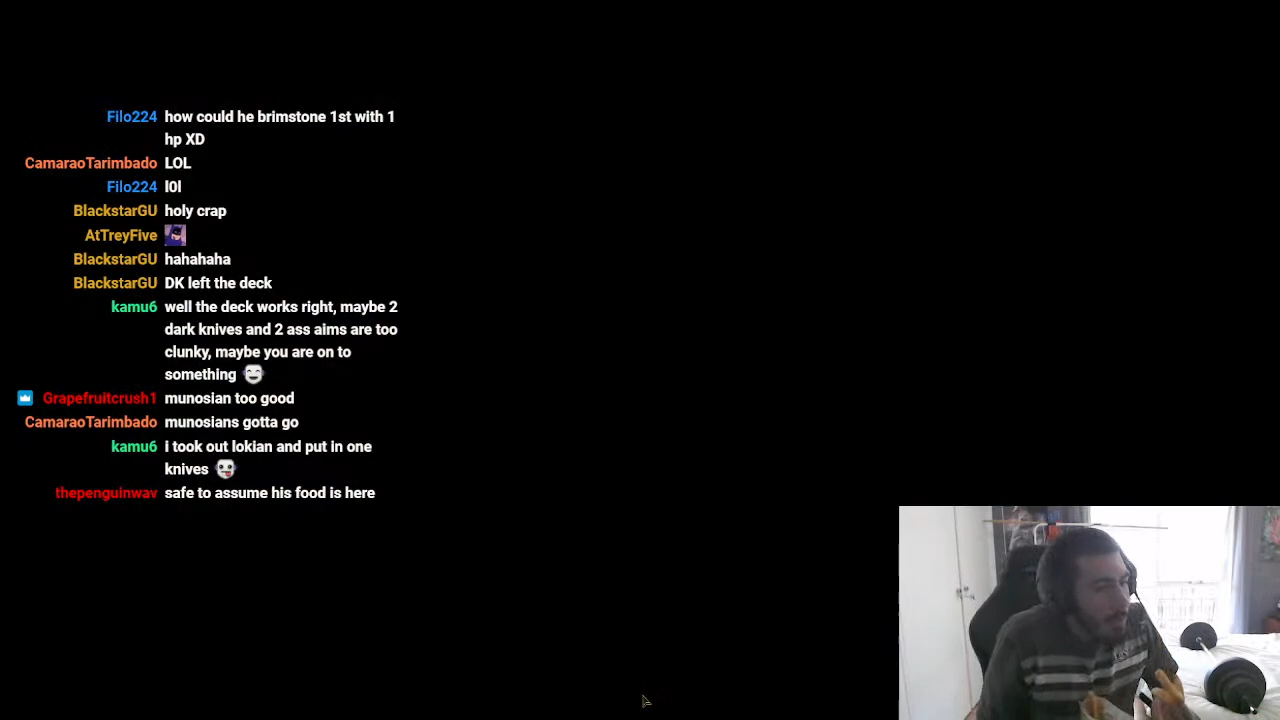 Filo224 how could he brimstone 1st with 1
hp XD
CamaraoTarimbado LOL
Filo224 l0l
BlackstarGU holy crap
AtTreyFive
BlackstarGU hahahaha
BlackstarGU DK left the deck
kamu6 well the deck works right, maybe 2
dark knives and 2 ass aims are too
clunky, maybe you are on to
something
Grapefruitcrush1 munosian too good
CamaraoTarimbado munosians gotta go
kamu6 i took out lokian and put in one
knives
thepenguinwav safe to assume his food is here